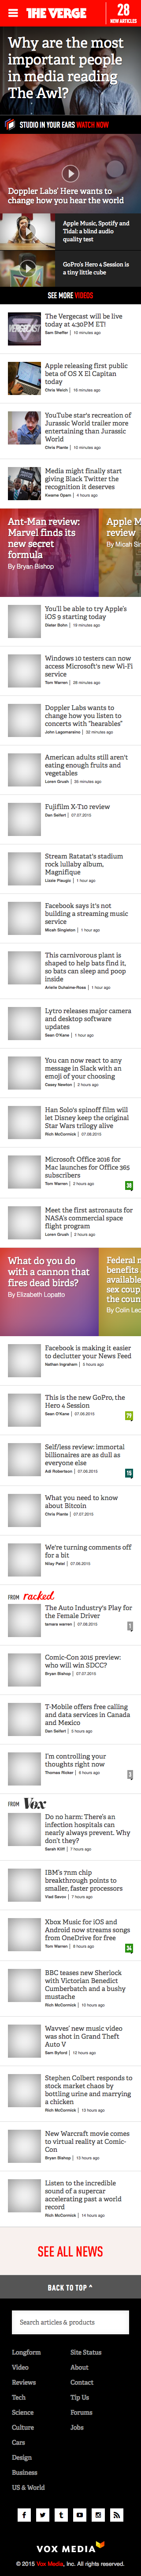 THE VERGE
28
NEW ARTICLES
Why are the most
important people
in media reading
The Awl?
STUDIO IN YOUR EARS WATCH NOW
Doppler Labs' Here wants to
change how you hear the world
Apple Music, Spotify and
Tidal: a blind audio
quality test
GoPro's Hero 4 Session is
a tiny little cube
SEE MORE VIDEOS
The Vergecast will be live
today at 4:30PM ET!
Sam Sheffer | 10 minutes ago
Apple releasing first public
beta of OS X El Capitan
today
Chris Welch | 16 minutes ago
YouTube star's recreation of
Jurassic World trailer more
entertaining than Jurassic
World
Chris Plante | 10 minutes ago
Media might finally start
giving Black Twitter the
recognition it deserves
Kwame Opam | 4 hours ago
Ant-Man review:
Marvel finds its
new secret
formula
By Bryan Bishop
Apple M
review
By Micah Sin
You'll be able to try Apple's
iOS 9 starting today
Dieter Bohn | 19 minutes ago
Windows 10 testers can now
access Microsoft's new Wi-Fi
service
Tom Warren | 28 minutes ago
Doppler Labs wants to
change how you listen to
concerts with "hearables"
John Lagomarsino | 32 minutes ago
American adults still aren't
eating enough fruits and
vegetables
Loren Grush | 35 minutes ago
Fujifilm X-T10 review
Dan Seifert | 07.07.2015
Stream Ratatat's stadium
rock lullaby album,
Magnifique
Lizzie Plaugic | 1 hour ago
Facebook says it's not
building a streaming music
service
Micah Singleton | 1 hour ago
This carnivorous plant is
shaped to help bats find it,
so bats can sleep and poop
inside
Arielle Duhaime-Ross | 1 hour ago
Lytro releases major camera
and desktop software
updates
Sean O'Kane | 1 hour ago
You can now react to any
message in Slack with an
emoji of your choosing
Casey Newton | 2 hours ago
Han Solo's spinoff film will
let Disney keep the original
Star Wars trilogy alive
Rich McCormick | 07.08.2015
Microsoft Office 2016 for
Mac launches for Office 365
subscribers
Tom Warren | 2 hours ago
Meet the first astronauts for
NASA's commercial space
flight program
Loren Grush | 2 hours ago
What do you do
with a cannon that
fires dead birds?
By Elizabeth Lopatto
Federal r
benefits
available
sex coup
the coun
By Colin Lec
Facebook is making it easier
to declutter your News Feed
Nathan Ingraham | 5 hours ago
This is the new GoPro, the
Hero 4 Session
Sean O'Kane | 07.06.2015
Self/less review: immortal
billionaires are as dull as
everyone else
Adi Robertson | 07.08.2015
15
What you need to know
about Bitcoin
Chris Plante | 07.07.2015
We're turning comments off
for a bit
Nilay Patel | 07.06.2015
FROM racked
The Auto Industry's Play for
the Female Driver
tamara warren | 07.08.2015
Comic-Con 2015 preview:
who will win SDCC?
Bryan Bishop | 07.07.2015
T-Mobile offers free calling
and data services in Canada
and Mexico
Dan Seifert | 5 hours ago
I'm controlling your
thoughts right now
Thomas Ricker | 6 hours ago
FROM Vox
Do no harm: There's an
infection hospitals can
nearly always prevent. Why
don't they?
Sarah Kliff | 7 hours ago
IBM's 7nm chip
breakthrough points to
smaller, faster processors
Vlad Savov | 7 hours ago
Xbox Music for iOS and
Android now streams songs
from OneDrive for free
Tom Warren | 8 hours ago
34
BBC teases new Sherlock
with Victorian Benedict
Cumberbatch and a bushy
mustache
Rich McCormick | 10 hours ago
Wavves' new music video
was shot in Grand Theft
Auto V
Sam Byford | 12 hours ago
Stephen Colbert responds to
stock market chaos by
bottling urine and marrying
a chicken
Rich McCormick | 13 hours ago
New Warcraft movie comes
to virtual reality at Comic-
Con
Bryan Bishop | 13 hours ago
Listen to the incredible
sound of a supercar
accelerating past a world
record
Rich McCormick | 14 hours ago
SEE ALL NEWS
BACK TO TOP ^
Search articles & products
Longform
Site Status
Video
About
Reviews
Contact
Tech
Tip Us
Science
Forums
Culture
Jobs
Cars
Design
Business
US & World
VOX MEDIA
© 2015 Vox Media, Inc. All rights reserved.